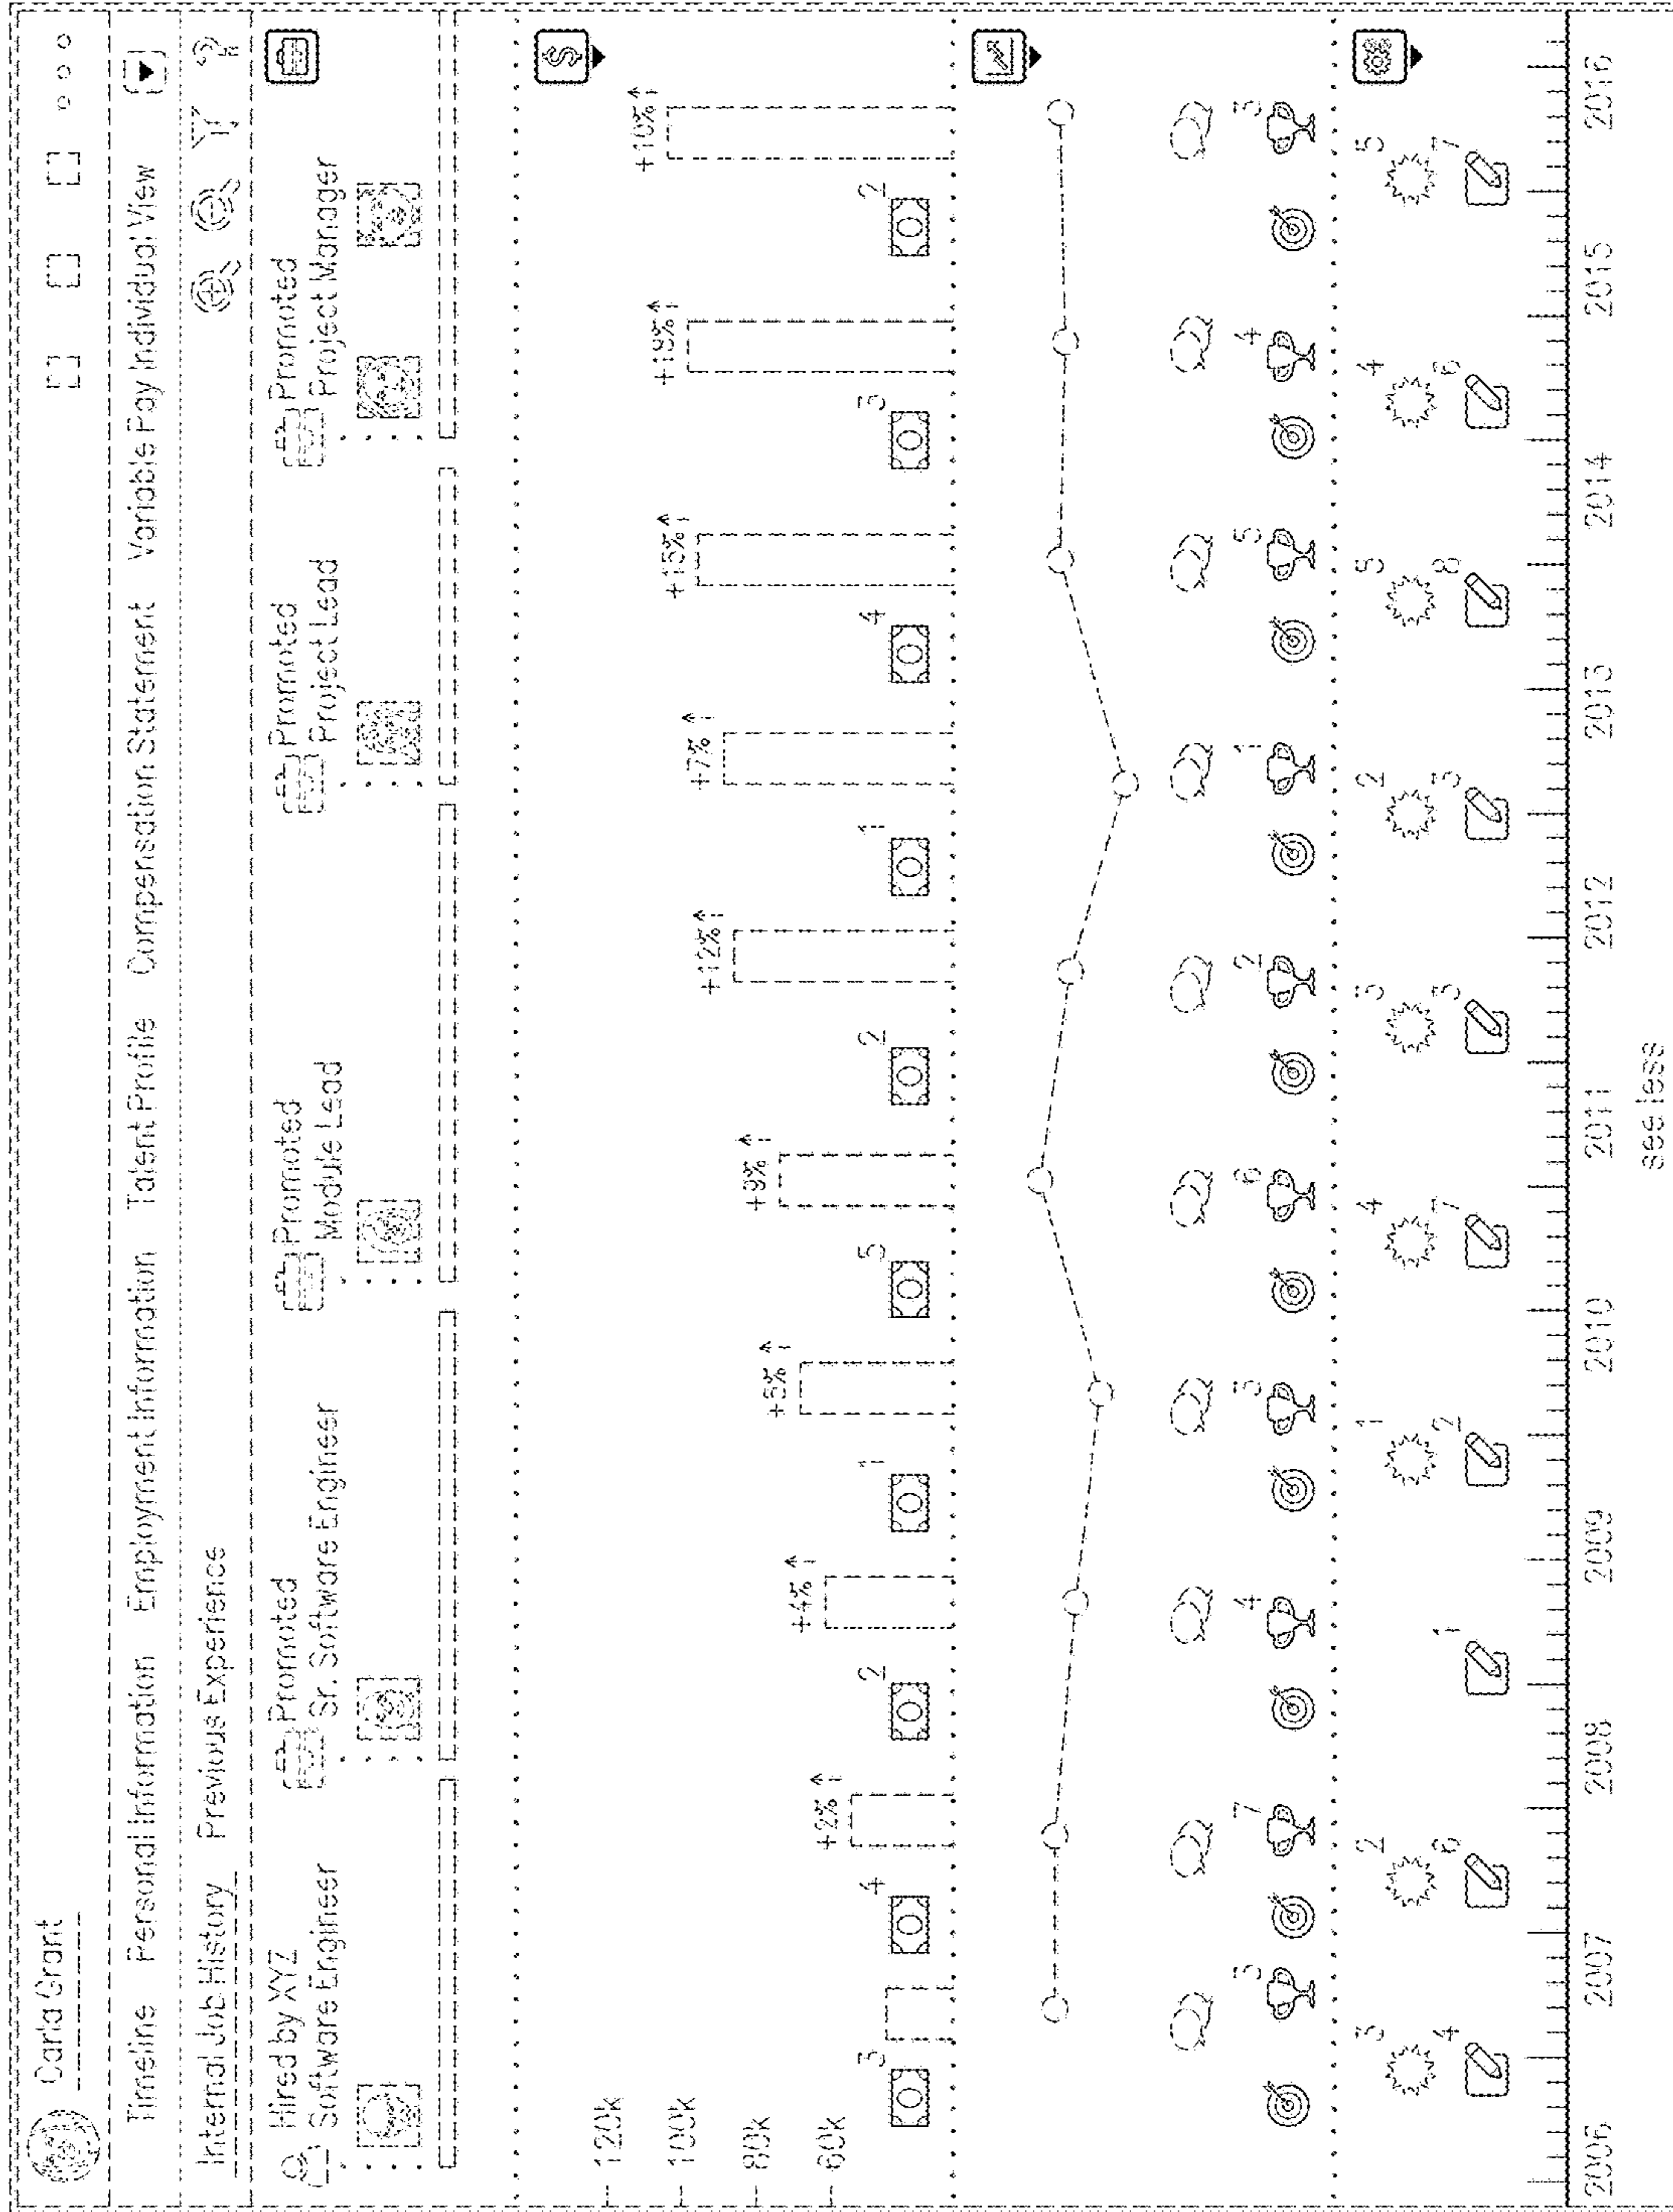 Carla Grant
Timeline Personal Information Employment Information Talent Profile Compensation Statement Variable Pay Individual View
Internal Job History Previous Experience
Hired by XYZ
Software Engineer
Promoted
Sr. Software Engineer
Promoted
Module Lead
Promoted
Project Lead
Promoted
Project Manager
$
120k
100k
80k
60k
+2% +4% +9% +12% +7% +15% +10%
3 4 2 1 5 2 1 4 3 2
3 7 4 3 6 2 1 5 4 3
3 2 1 4 3 2 5 4 5
4 6 1 2 7 3 3 8 6 7
2006 2007 2008 2009 2010 2011 2012 2013 2014 2015 2016
see less